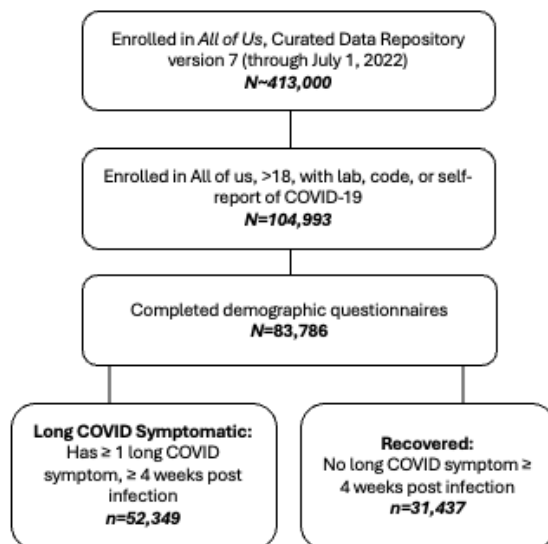 Enrolled in All of Us, Curated Data Repository
version 7 (through July 1, 2022)
N~413,000
Enrolled in All of us, >18, with lab, code, or self-
report of COVID-19
N=104,993
Completed demographic questionnaires
N=83,786
Long COVID Symptomatic:
Has ≥ 1 long COVID
symptom, ≥ 4 weeks post
infection
n=52,349
Recovered:
No long COVID symptom ≥
4 weeks post infection
n=31,437